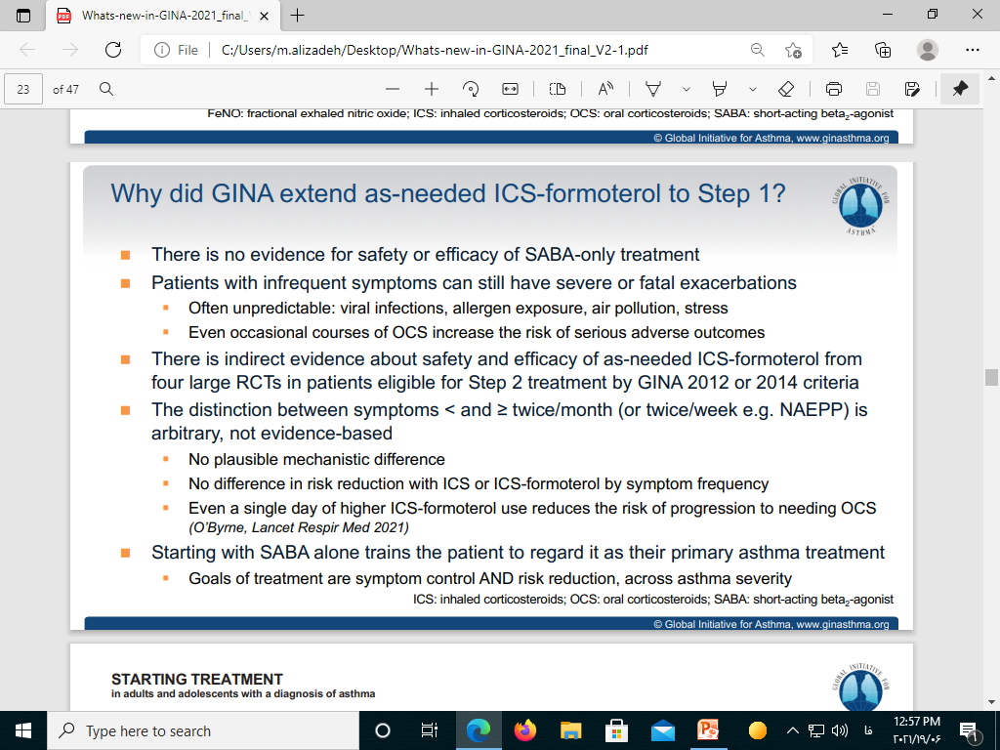 Whats-new-in-GINA-2021_final_V
File C:/Users/m.alizadeh/Desktop/Whats-new-in-GINA-2021_final_V2-1.pdf
23 of 47
FeNO: fractional exhaled nitric oxide; ICS: inhaled corticosteroids; OCS: oral corticosteroids; SABA: short-acting beta₂-agonist
© Global Initiative for Asthma, www.ginasthma.org
Why did GINA extend as-needed ICS-formoterol to Step 1?
GLOBAL INITIATIVE FOR ASTHMA
There is no evidence for safety or efficacy of SABA-only treatment
Patients with infrequent symptoms can still have severe or fatal exacerbations
Often unpredictable: viral infections, allergen exposure, air pollution, stress
Even occasional courses of OCS increase the risk of serious adverse outcomes
There is indirect evidence about safety and efficacy of as-needed ICS-formoterol from
four large RCTs in patients eligible for Step 2 treatment by GINA 2012 or 2014 criteria
The distinction between symptoms < and ≥ twice/month (or twice/week e.g. NAEPP) is
arbitrary, not evidence-based
No plausible mechanistic difference
No difference in risk reduction with ICS or ICS-formoterol by symptom frequency
Even a single day of higher ICS-formoterol use reduces the risk of progression to needing OCS
(O'Byrne, Lancet Respir Med 2021)
Starting with SABA alone trains the patient to regard it as their primary asthma treatment
Goals of treatment are symptom control AND risk reduction, across asthma severity
ICS: inhaled corticosteroids; OCS: oral corticosteroids; SABA: short-acting beta₂-agonist
© Global Initiative for Asthma, www.ginasthma.org
STARTING TREATMENT
in adults and adolescents with a diagnosis of asthma
GLOBAL INITIATIVE FOR
Type here to search
فا
12:57 PM
۲۰۲۱/۱۹/۰۶
1